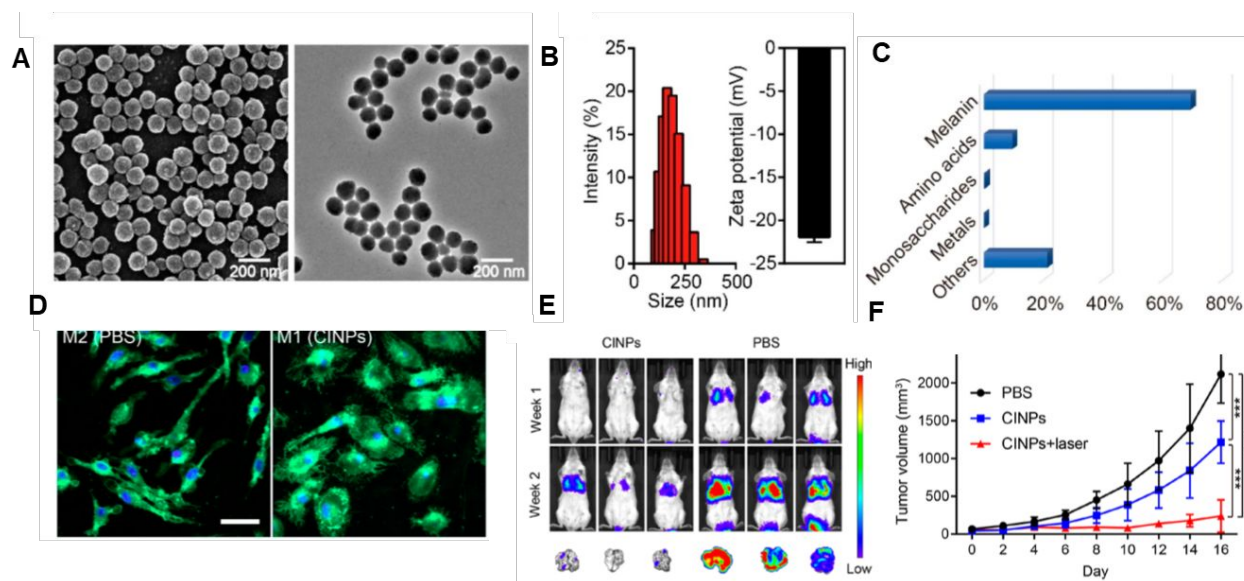 A
200 nm
200 nm
B
Intensity (%)
25
20
15
10
5
0
0 250 500
Size (nm)
Zeta potential (mV)
0
-5
-10
-15
-20
-25
C
Melanin
Amino acids
Monosaccharides
Metals
Others
0% 20% 40% 60% 80%
D
M2 (PBS)
M1 (CINPs)
E
CINPs PBS
Week 1
Week 2
High
Low
F
Tumor volume (mm³)
2000
1500
1000
500
0
PBS
CINPs
CINPs+laser
***
***
0 2 4 6 8 10 12 14 16
Day